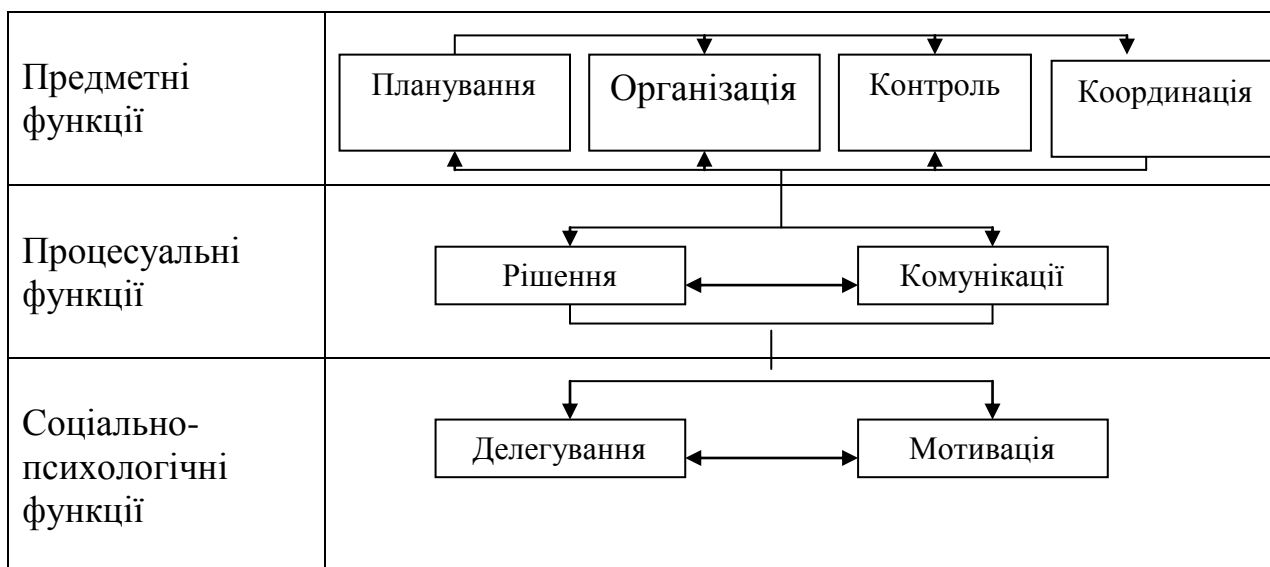 Предметні
функції
Планування
Організація
Контроль
Координація
Процесуальні
функції
Рішення
Комунікації
Соціально-
психологічні
функції
Делегування
Мотивація